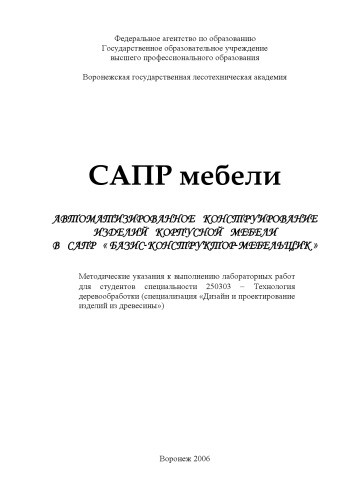 Федеральное агентство по образованию
Государственное образовательное учреждение
высшего профессионального образования
Воронежская государственная лесотехническая академия
САПР мебели
АВТОМАТИЗИРОВАННОЕ КОНСТРУИРОВАНИЕ
ИЗДЕЛИЙ КОРПУСНОЙ МЕБЕЛИ
В САПР « БАЗИС-КОНСТРУКТОР-МЕБЕЛЬЩИК »
Методические указания к выполнению лабораторных работ
для студентов специальности 250303 – Технология
деревообработки (специализация «Дизайн и проектирование
изделий из древесины»)
Воронеж 2006